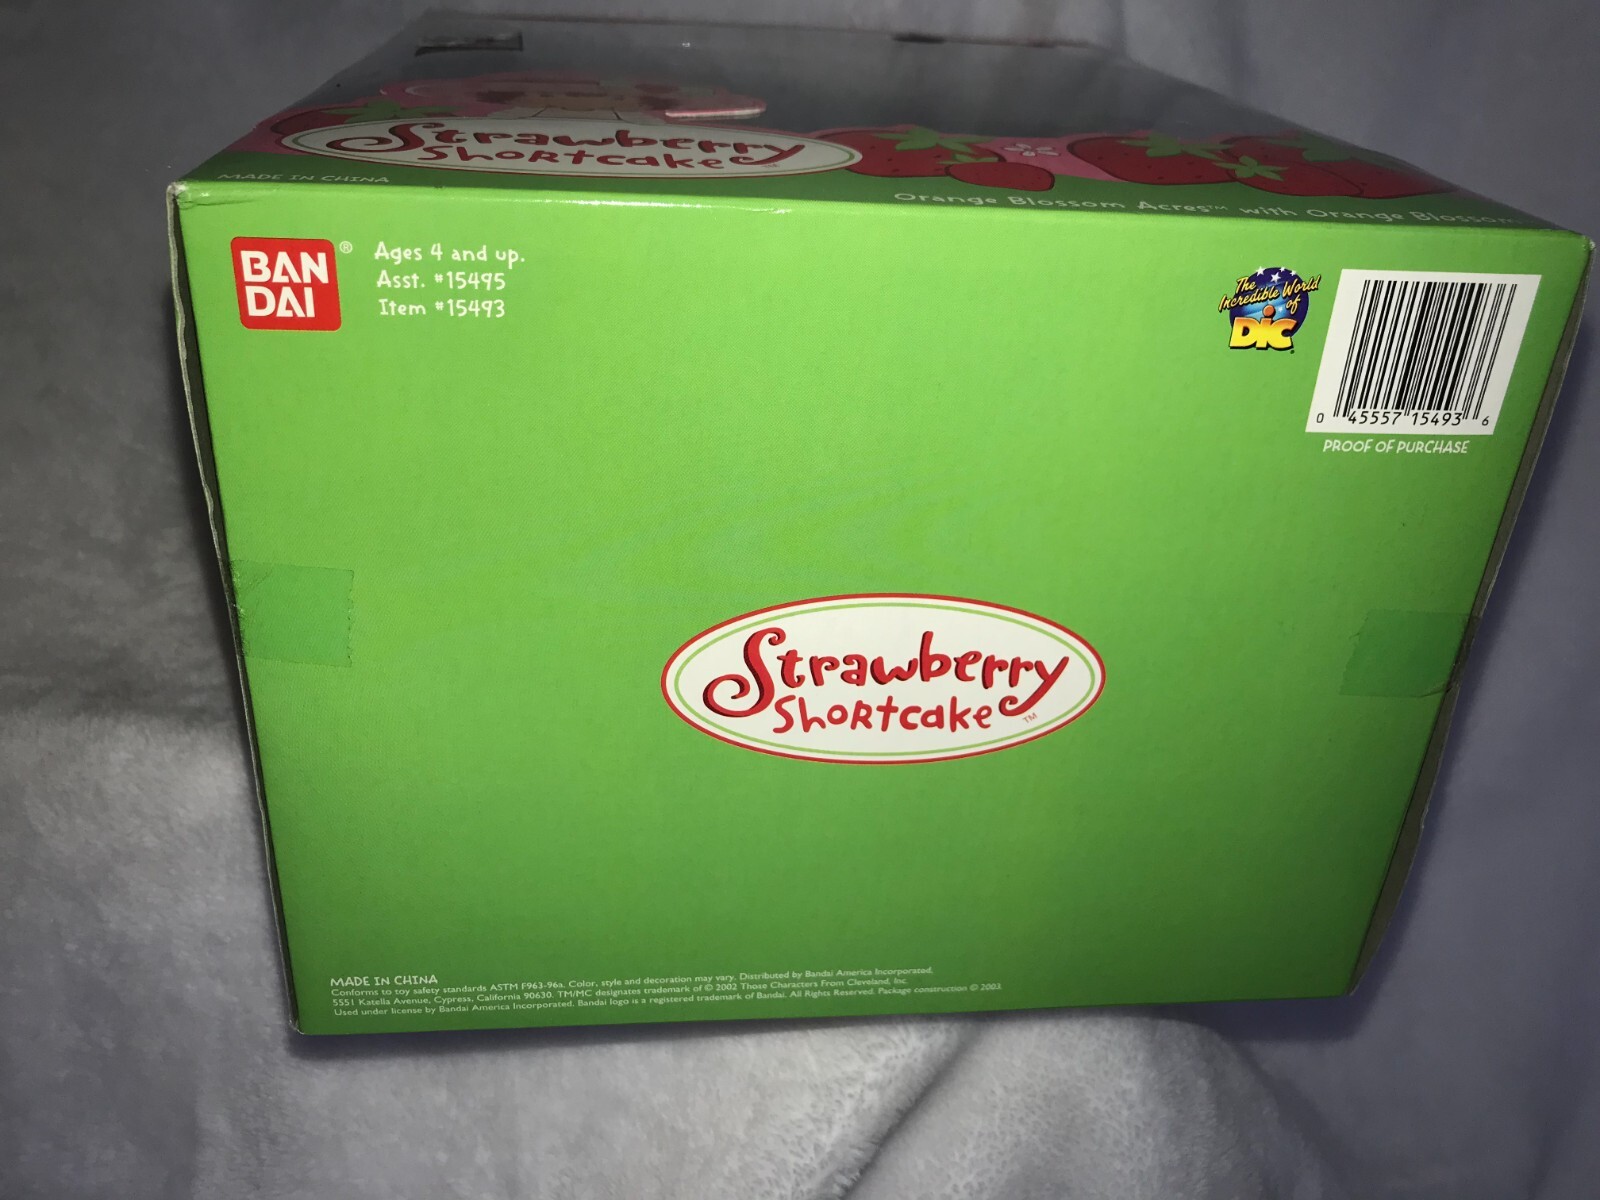 Strawberry
Shortcake
MADE IN CHINA
Orange Blossom Acres™ with Orange Blossom
BAN
DAI
®
Ages 4 and up.
Asst. #15495
Item #15493
The
Incredible World
of
DIC
0 45557 15493 6
PROOF OF PURCHASE
Strawberry
Shortcake™
MADE IN CHINA
Conforms to toy safety standards ASTM F963-96a. Color, style and decoration may vary. Distributed by Bandai America Incorporated,
5551 Katella Avenue, Cypress, California 90630. TM/MC designates trademark of © 2002 Those Characters From Cleveland, Inc.
Used under license by Bandai America Incorporated. Bandai logo is a registered trademark of Bandai. All Rights Reserved. Package construction © 2003.